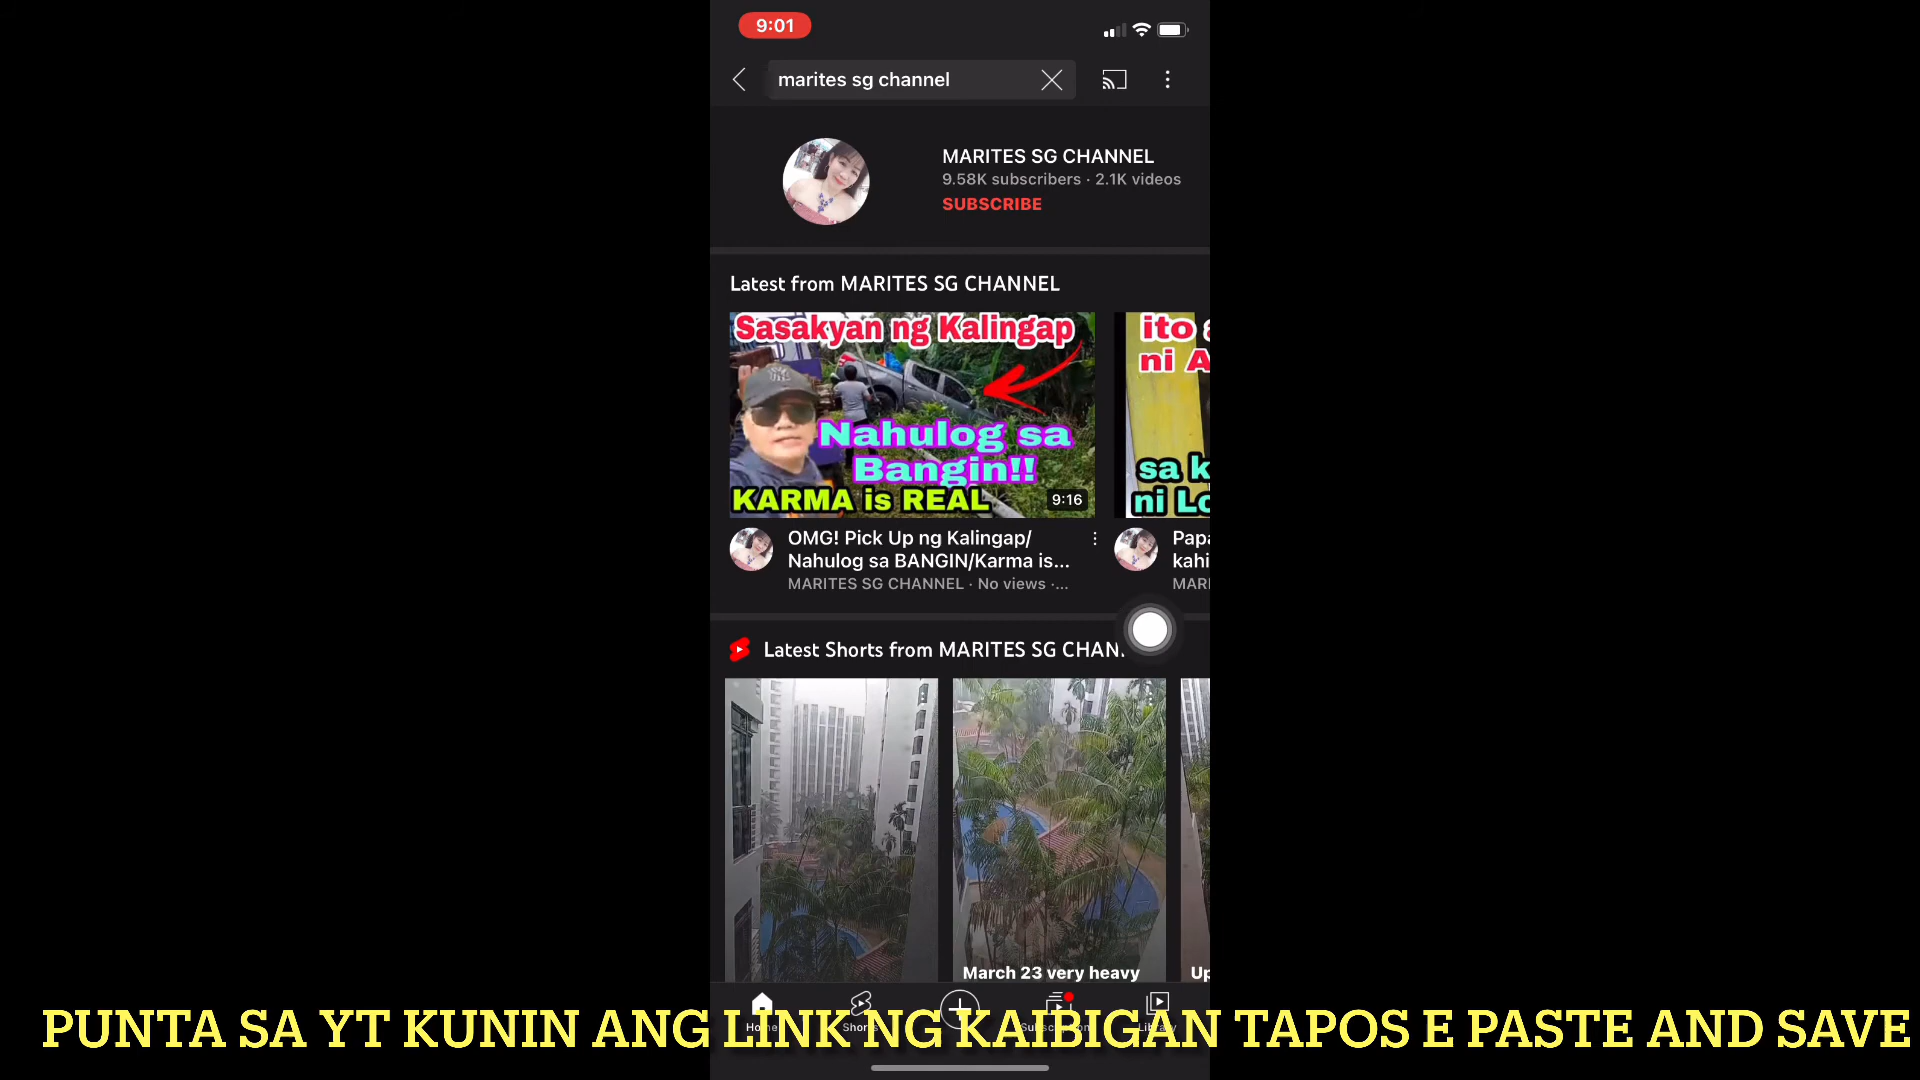 9:01
marites sg channel
MARITES SG CHANNEL
9.58K subscribers · 2.1K videos
SUBSCRIBE
Latest from MARITES SG CHANNEL
Sasakyan ng Kalingap
Nahulog sa
Bangin!!
KARMA is REAL
9:16
ito
ni A
sa k
ni Lo
OMG! Pick Up ng Kalingap/
Nahulog sa BANGIN/Karma is...
MARITES SG CHANNEL · No views ·...
Papa
kahi
MAR
Latest Shorts from MARITES SG CHAN.
March 23 very heavy
Up
Home
PUNTA SA YT KUNIN ANG LINK NG KAIBIGAN TAPOS E PASTE AND SAVE